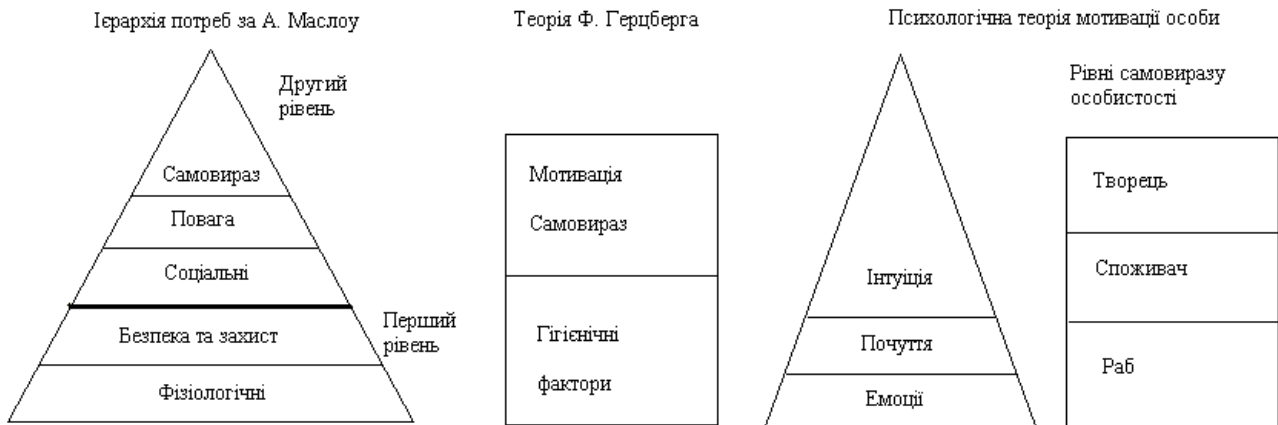 Ієрархія потреб за А. Маслоу
Другий
рівень
Самовираз
Повага
Соціальні
Безпека та захист
Перший
рівень
Фізіологічні
Теорія Ф. Герцберга
Мотивація
Самовираз
Гігієнічні
фактори
Психологічна теорія мотивації особи
Інтуіція
Почуття
Емоції
Рівні самовиразу
особистості
Творець
Споживач
Раб